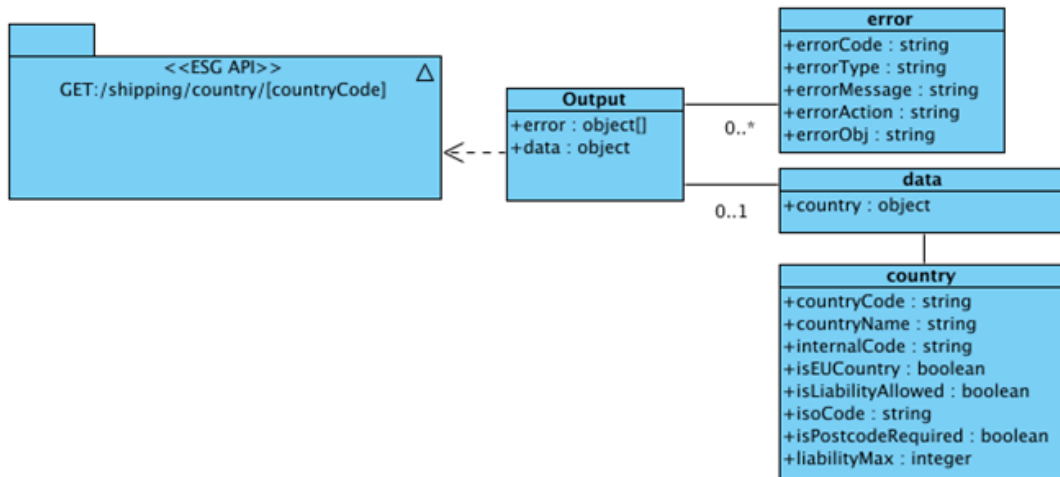 <<ESG API>>
GET:/shipping/country/[countryCode]
Output
+error : object[]
+data : object
0..*
0..1
error
+errorCode : string
+errorType : string
+errorMessage : string
+errorAction : string
+errorObj : string
data
+country : object
country
+countryCode : string
+countryName : string
+internalCode : string
+isEUCountry : boolean
+isLiabilityAllowed : boolean
+isoCode : string
+isPostcodeRequired : boolean
+liabilityMax : integer